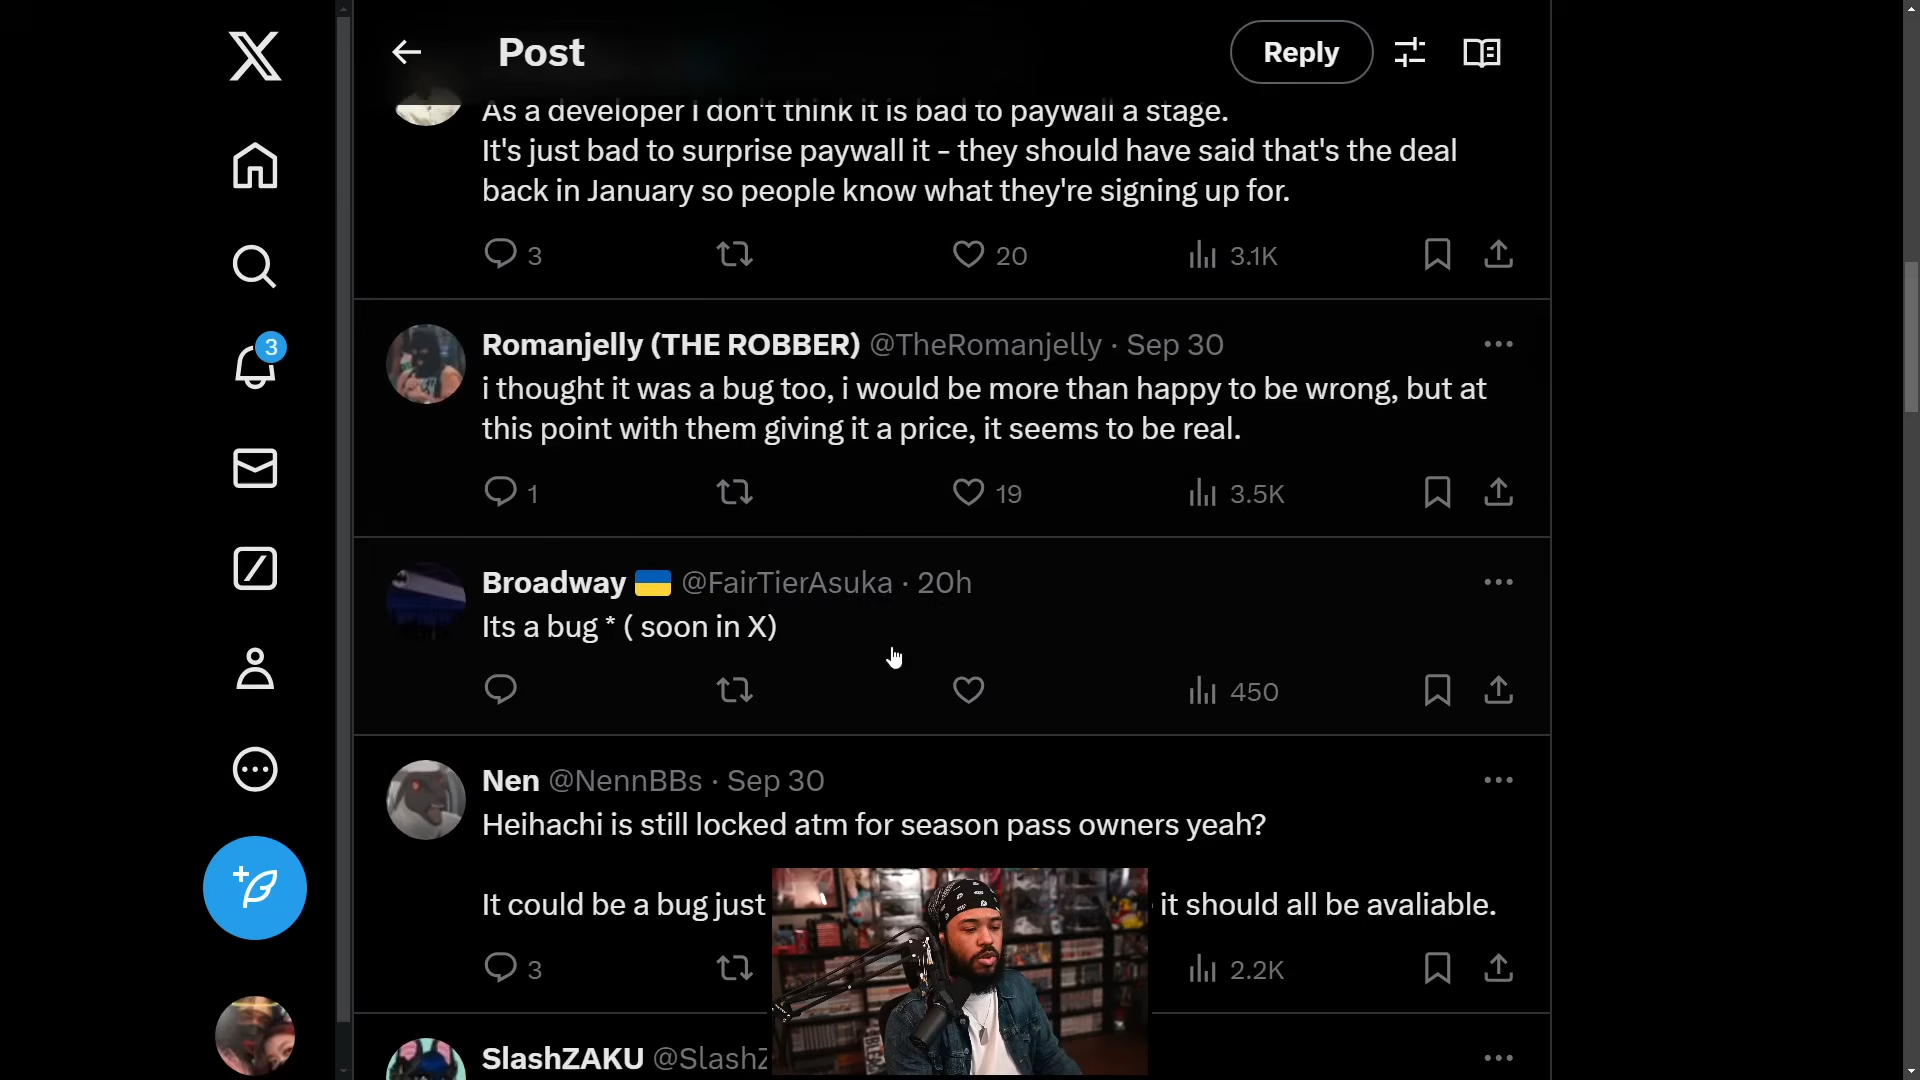 Post
Reply
As a developer i don't think it is bad to paywall a stage.
It's just bad to surprise paywall it - they should have said that's the deal
back in January so people know what they're signing up for.
3
20
3.1K
Romanjelly (THE ROBBER) @TheRomanjelly · Sep 30
i thought it was a bug too, i would be more than happy to be wrong, but at
this point with them giving it a price, it seems to be real.
1
19
3.5K
3
Broadway 🇺🇦 @FairTierAsuka · 20h
Its a bug * ( soon in X)
450
Nen @NennBBs · Sep 30
Heihachi is still locked atm for season pass owners yeah?
It could be a bug just it should all be avaliable.
3
2.2K
SlashZAKU